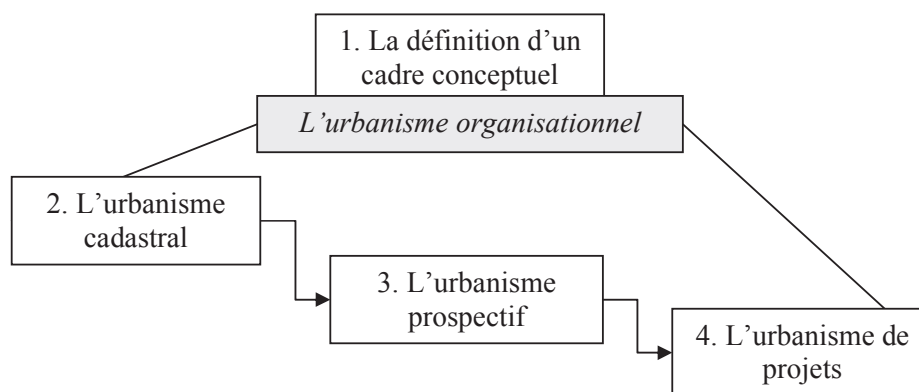 1. La définition d’un
cadre conceptuel
L’urbanisme organisationnel
2. L’urbanisme
cadastral
3. L’urbanisme
prospectif
4. L’urbanisme de
projets